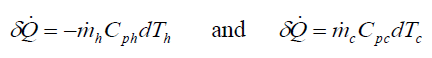 δQ̇ = −ṁ_h C_ph dT_h and δQ̇ = ṁ_c C_pc dT_c